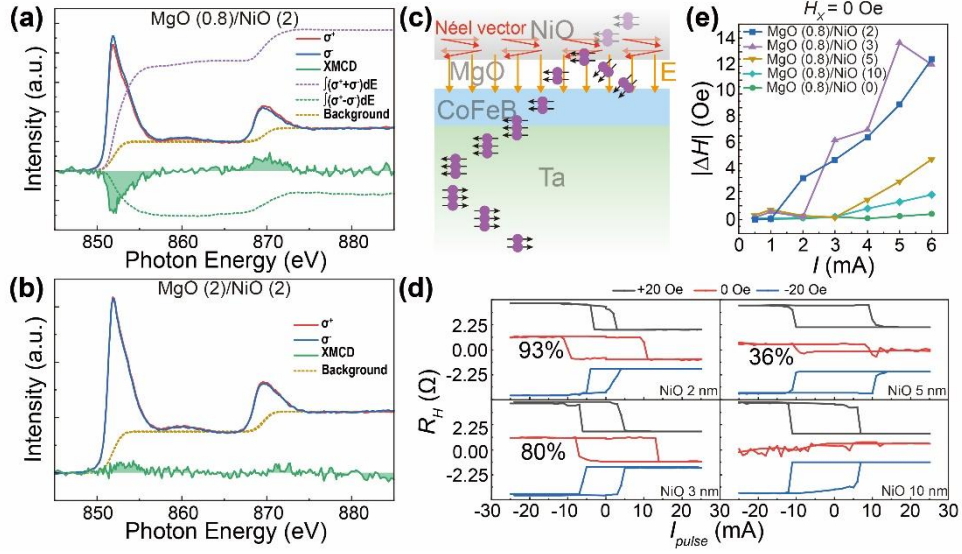 (a)
MgO (0.8)/NiO (2)
σ⁺
σ⁻
XMCD
∫(σ⁺+σ⁻)dE
∫(σ⁺-σ⁻)dE
Background
Intensity (a.u.)
850
860
870
880
Photon Energy (eV)
(b)
MgO (2)/NiO (2)
σ⁺
σ⁻
XMCD
Background
Intensity (a.u.)
850
860
870
880
Photon Energy (eV)
(c)
Néel vector
NiO
MgO
E
CoFeB
Ta
(e)
Hₓ = 0 Oe
MgO (0.8)/NiO (2)
MgO (0.8)/NiO (3)
MgO (0.8)/NiO (5)
MgO (0.8)/NiO (10)
MgO (0.8)/NiO (0)
|ΔH| (Oe)
14
12
10
8
6
4
2
0
0
1
2
3
4
5
6
I (mA)
(d)
+20 Oe
0 Oe
-20 Oe
2.25
0.00
-2.25
93%
NiO 2 nm
36%
NiO 5 nm
2.25
0.00
-2.25
80%
NiO 3 nm
NiO 10 nm
R_H (Ω)
-30
-20
-10
0
10
20
-30
-20
-10
0
10
20
30
I_pulse (mA)